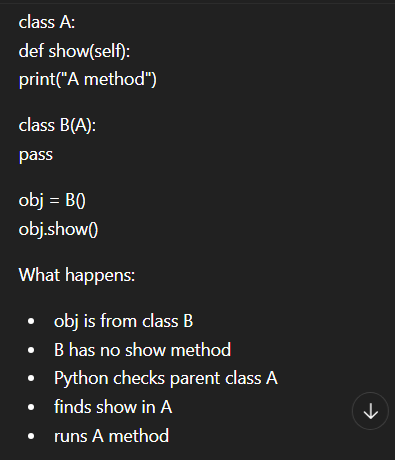 class A:
def show(self):
print("A method")
class B(A):
pass
obj = B()
obj.show()
What happens:
• obj is from class B
• B has no show method
• Python checks parent class A
• finds show in A
• runs A method